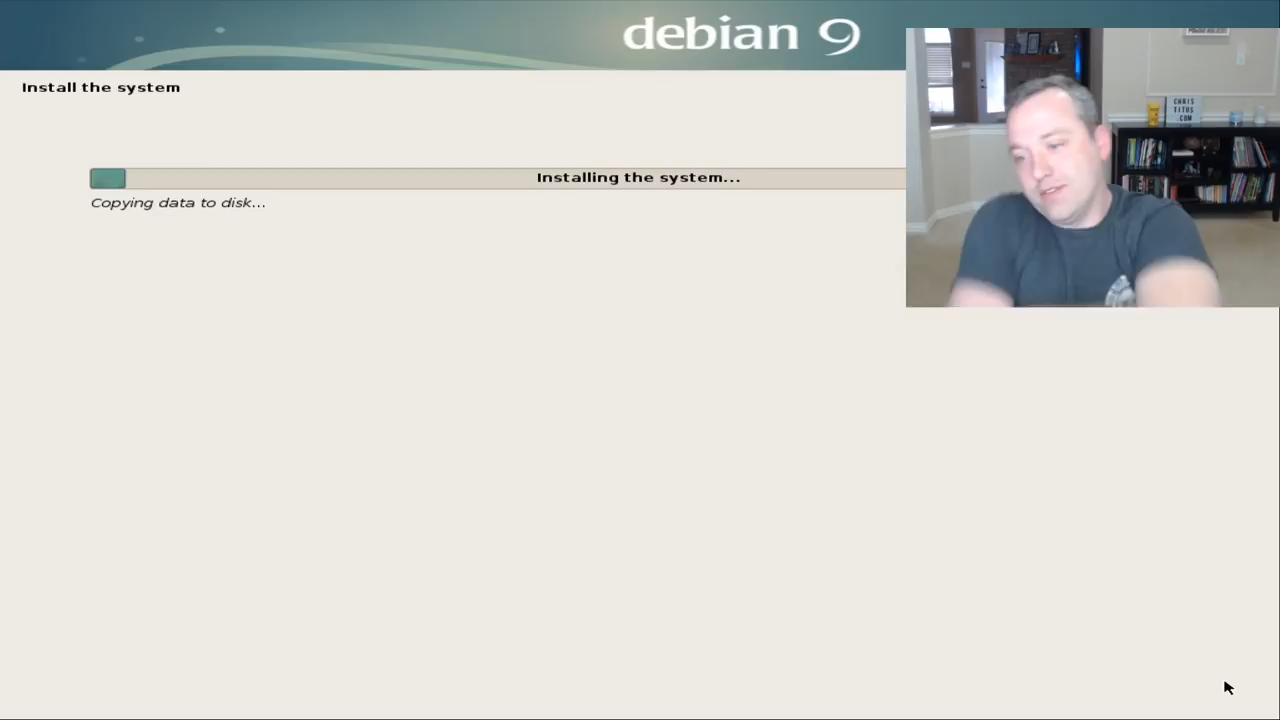 debian 9
Install the system
Installing the system...
Copying data to disk...
CHRIS
TITUS
.COM